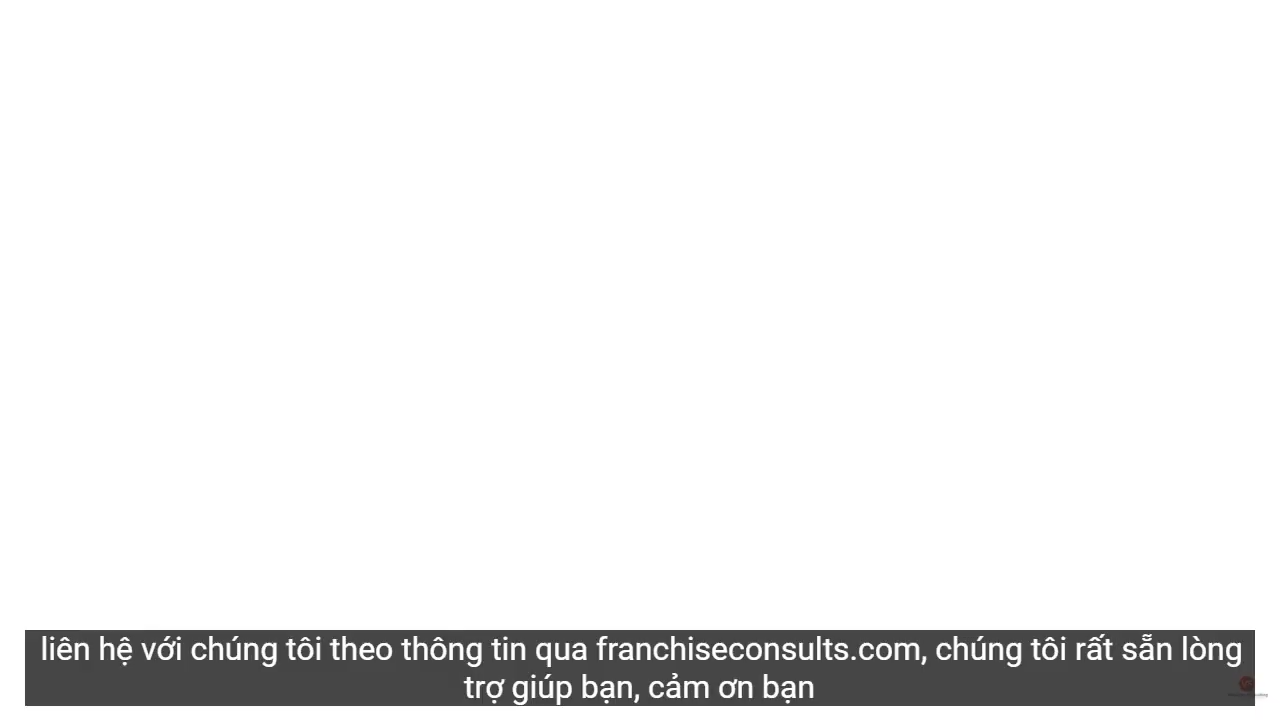 liên hệ với chúng tôi theo thông tin qua franchiseconsults.com, chúng tôi rất sẵn lòng
trợ giúp bạn, cảm ơn bạn